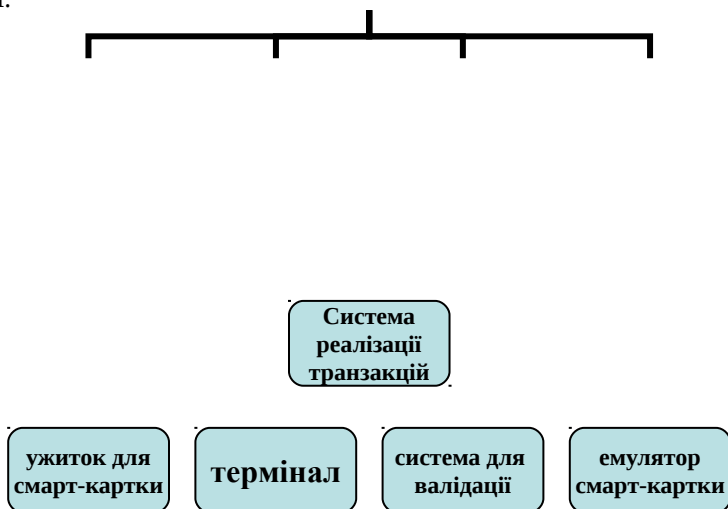 Система
реалізації
транзакцій
ужиток для
смарт-картки
термінал
система для
валідації
емулятор
смарт-картки